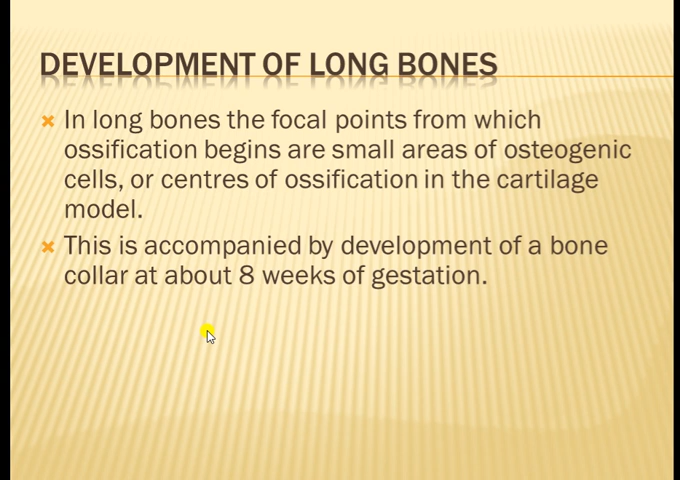 DEVELOPMENT OF LONG BONES
In long bones the focal points from which
ossification begins are small areas of osteogenic
cells, or centres of ossification in the cartilage
model.
This is accompanied by development of a bone
collar at about 8 weeks of gestation.